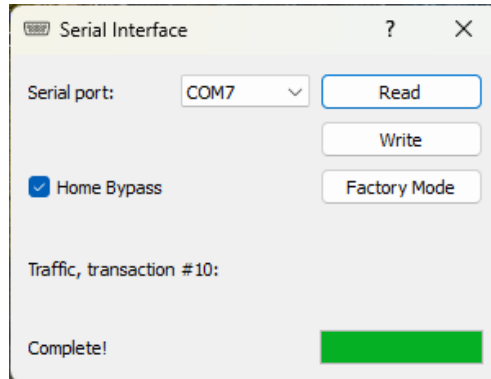 Serial Interface ?
Serial port: COM7 Read
Write
Home Bypass Factory Mode
Traffic, transaction #10:
Complete!